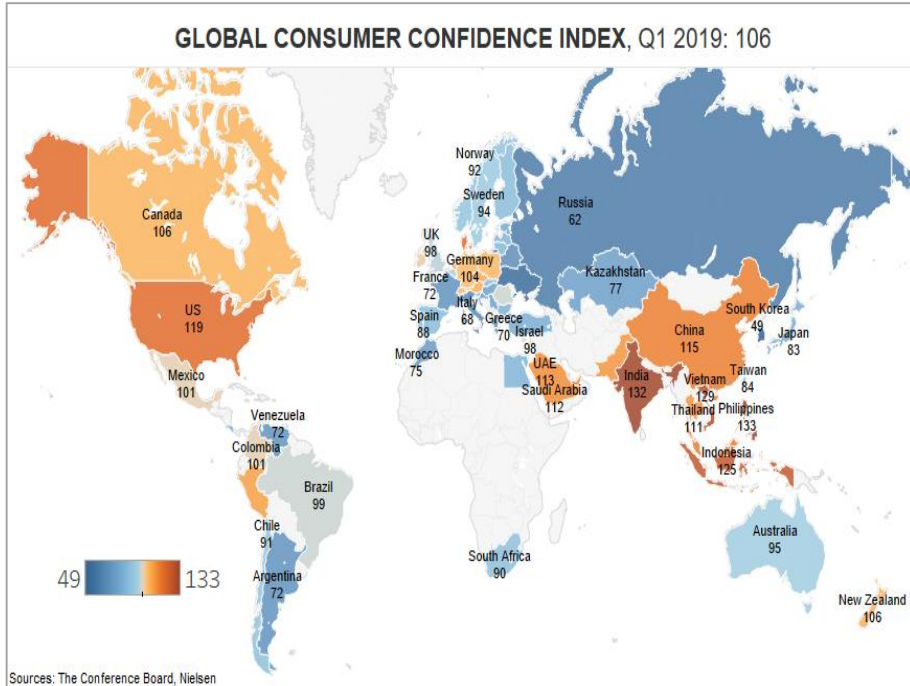 GLOBAL CONSUMER CONFIDENCE INDEX, Q1 2019: 106
Norway
92
Sweden
94
Russia
62
Canada
106
UK
98
Germany
104
France
72
Kazakhstan
77
US
119
Italy
68
Greece
70
Spain
88
Israel
98
South Korea
49
China
115
Japan
83
Morocco
75
UAE
113
Saudi Arabia
112
India
132
Vietnam
129
Taiwan
84
Mexico
101
Thailand
111
Philippines
133
Venezuela
72
Colombia
101
Indonesia
125
Brazil
99
Chile
91
South Africa
90
Australia
95
Argentina
72
New Zealand
106
49
133
Sources: The Conference Board, Nielsen